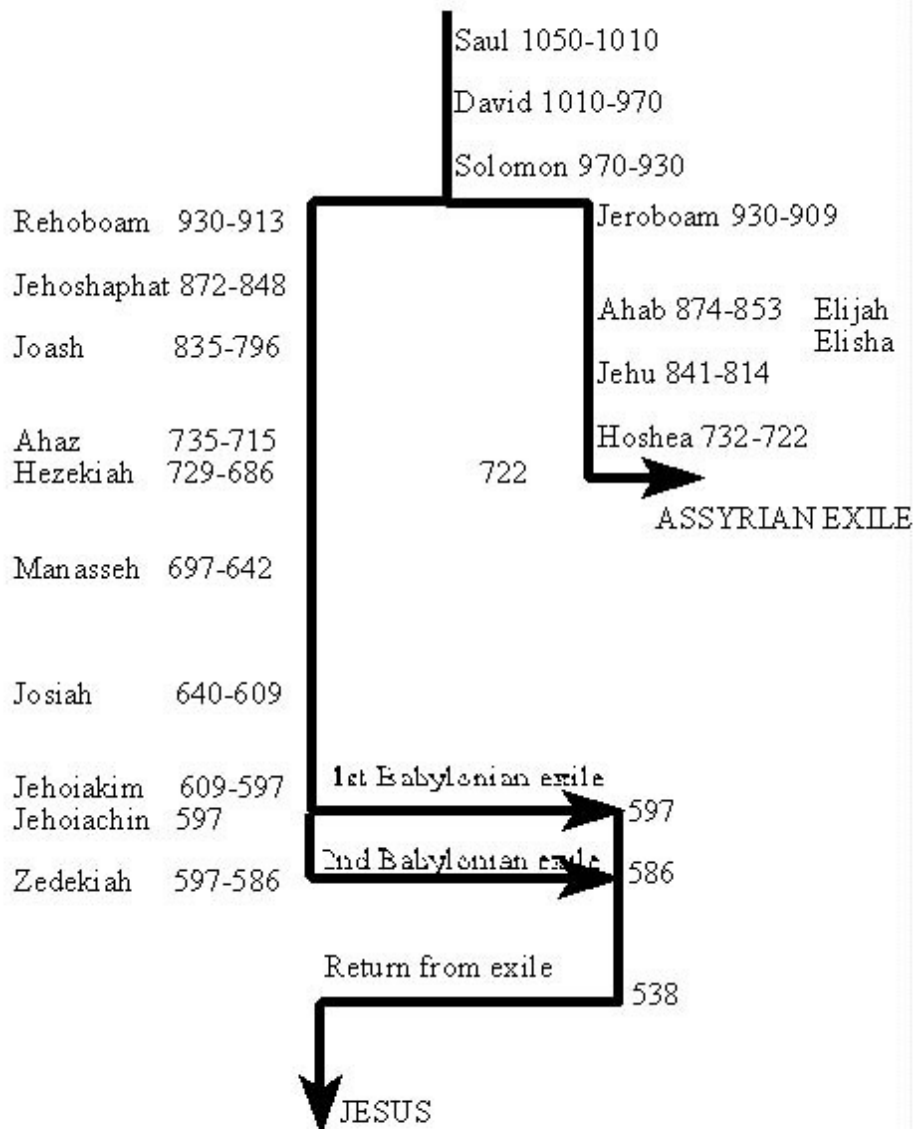 Saul 1050-1010
David 1010-970
Solomon 970-930
Rehoboam 930-913
Jeroboam 930-909
Jehoshaphat 872-848
Ahab 874-853 Elijah
Elisha
Joash 835-796
Jehu 841-814
Ahaz 735-715
Hoshea 732-722
Hezekiah 729-686
722
ASSYRIAN EXILE
Manasseh 697-642
Josiah 640-609
1st Babylonian exile
Jehoiakim 609-597
597
Jehoiachin 597
2nd Babylonian exile
586
Zedekiah 597-586
Return from exile
538
JESUS